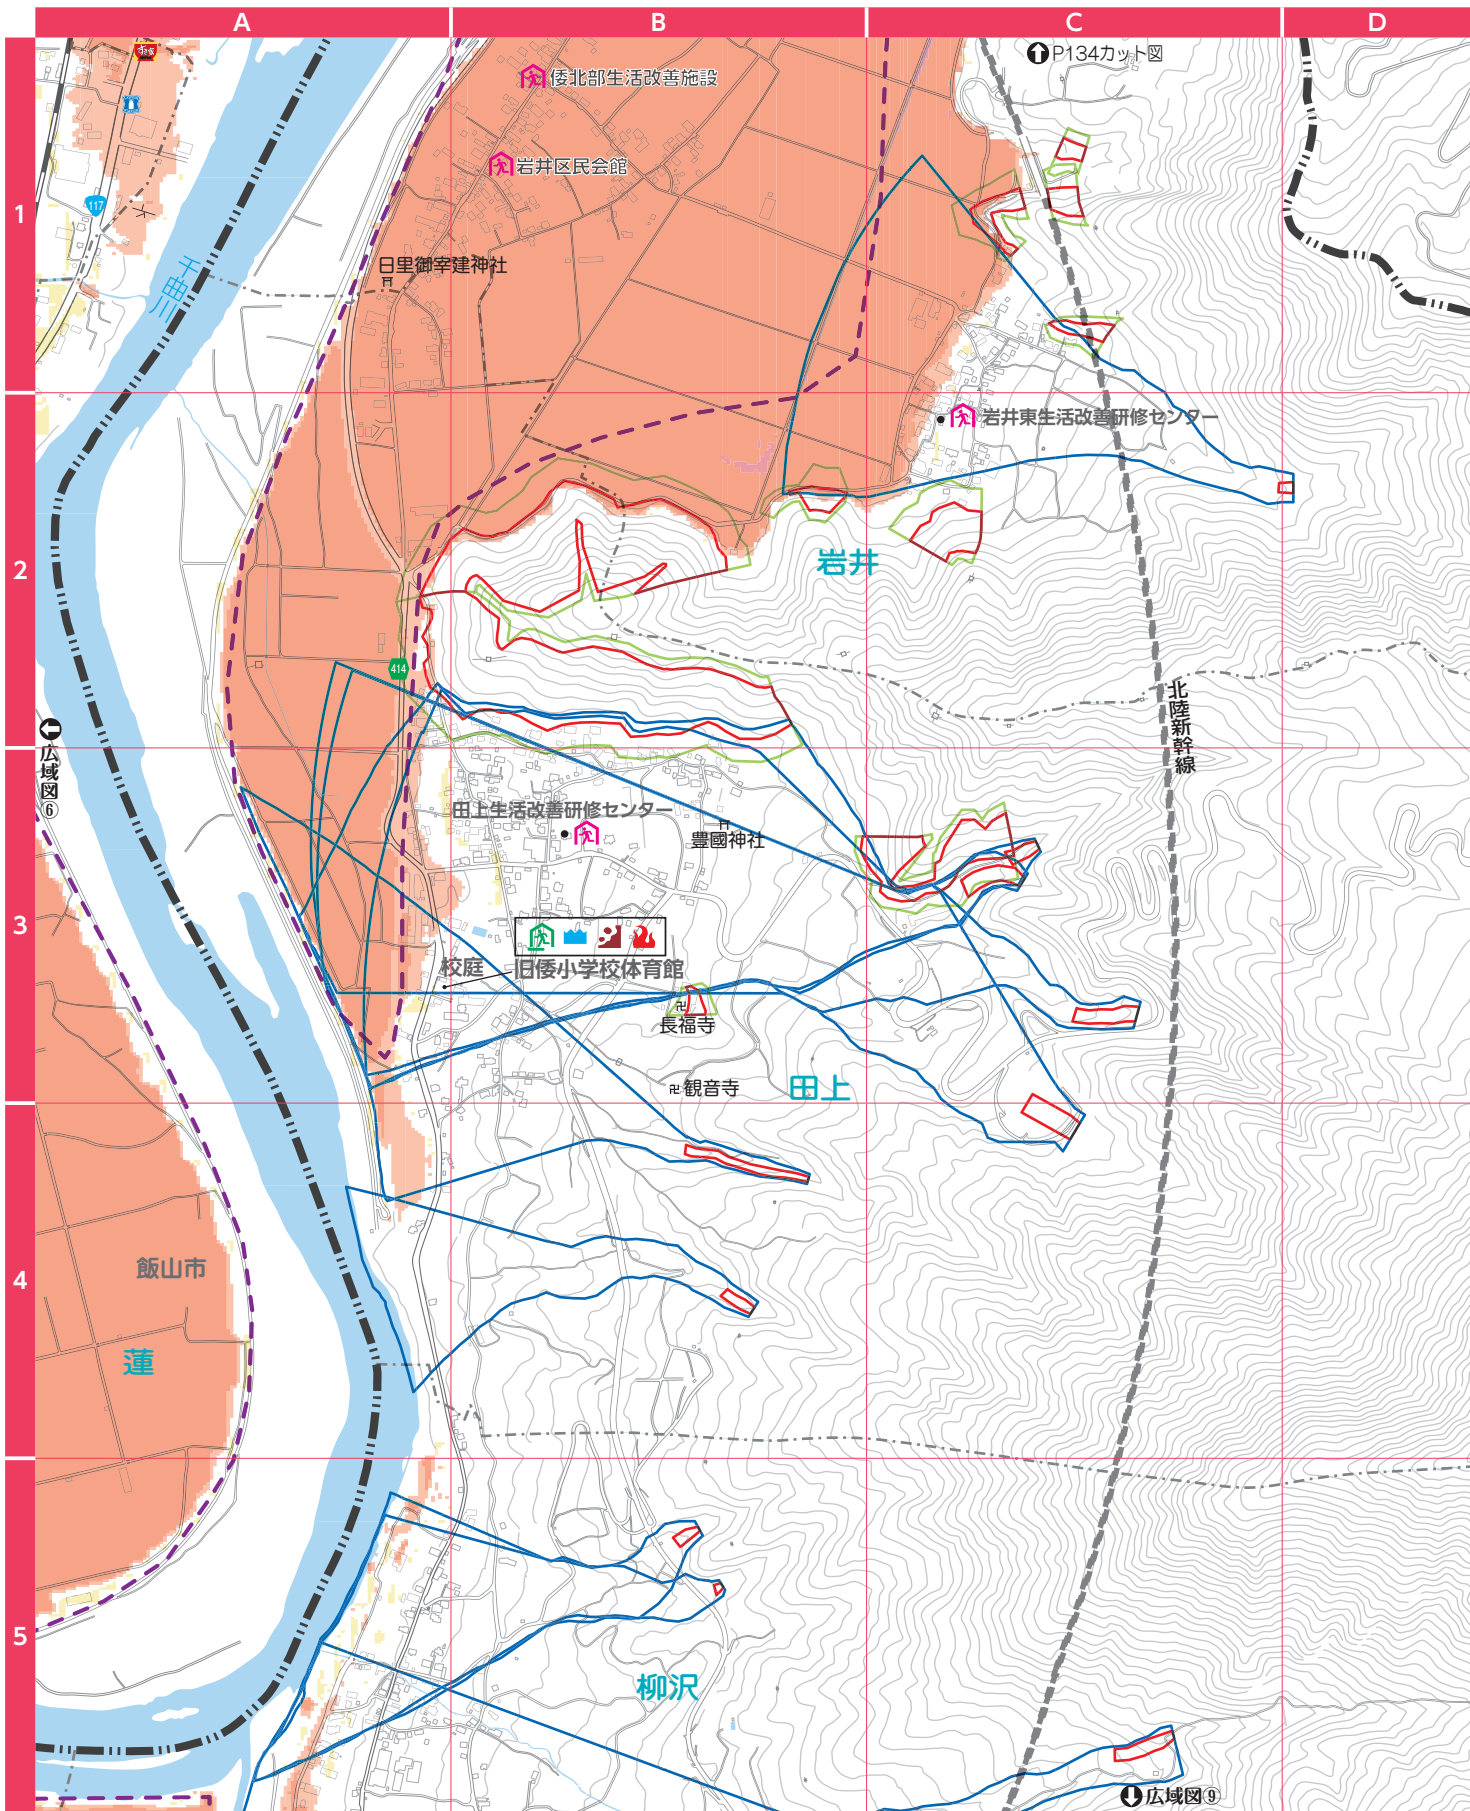 A
B
C
D
1
2
3
4
5
すき家
P134カット図
倭北部生活改善施設
岩井区民会館
117
千曲川
日里御宰建神社
岩井東生活改善研修センター
岩井
414
北陸新幹線
広域図⑥
田上生活改善研修センター
豊國神社
校庭
旧倭小学校体育館
卍
長福寺
田上
卍観音寺
飯山市
蓮
柳沢
広域図⑨